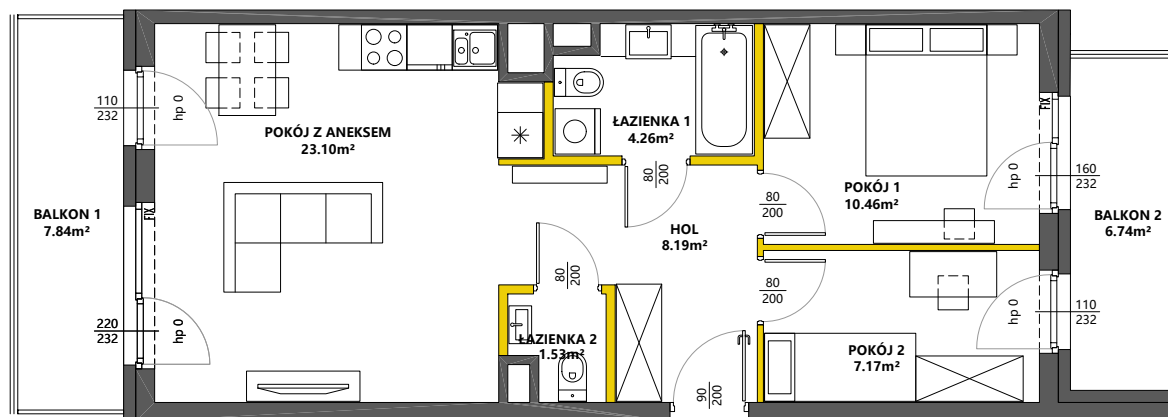 BALKON 1
7.84m²
110
232
hp 0
POKÓJ Z ANEKSEM
23.10m²
FIX
220
232
hp 0
ŁAZIENKA 1
4.26m²
80
200
HOL
8.19m²
80
200
ŁAZIENKA 2
1.53m²
80
200
80
200
90
200
POKÓJ 1
10.46m²
FIX
hp 0
160
232
POKÓJ 2
7.17m²
hp 0
110
232
BALKON 2
6.74m²